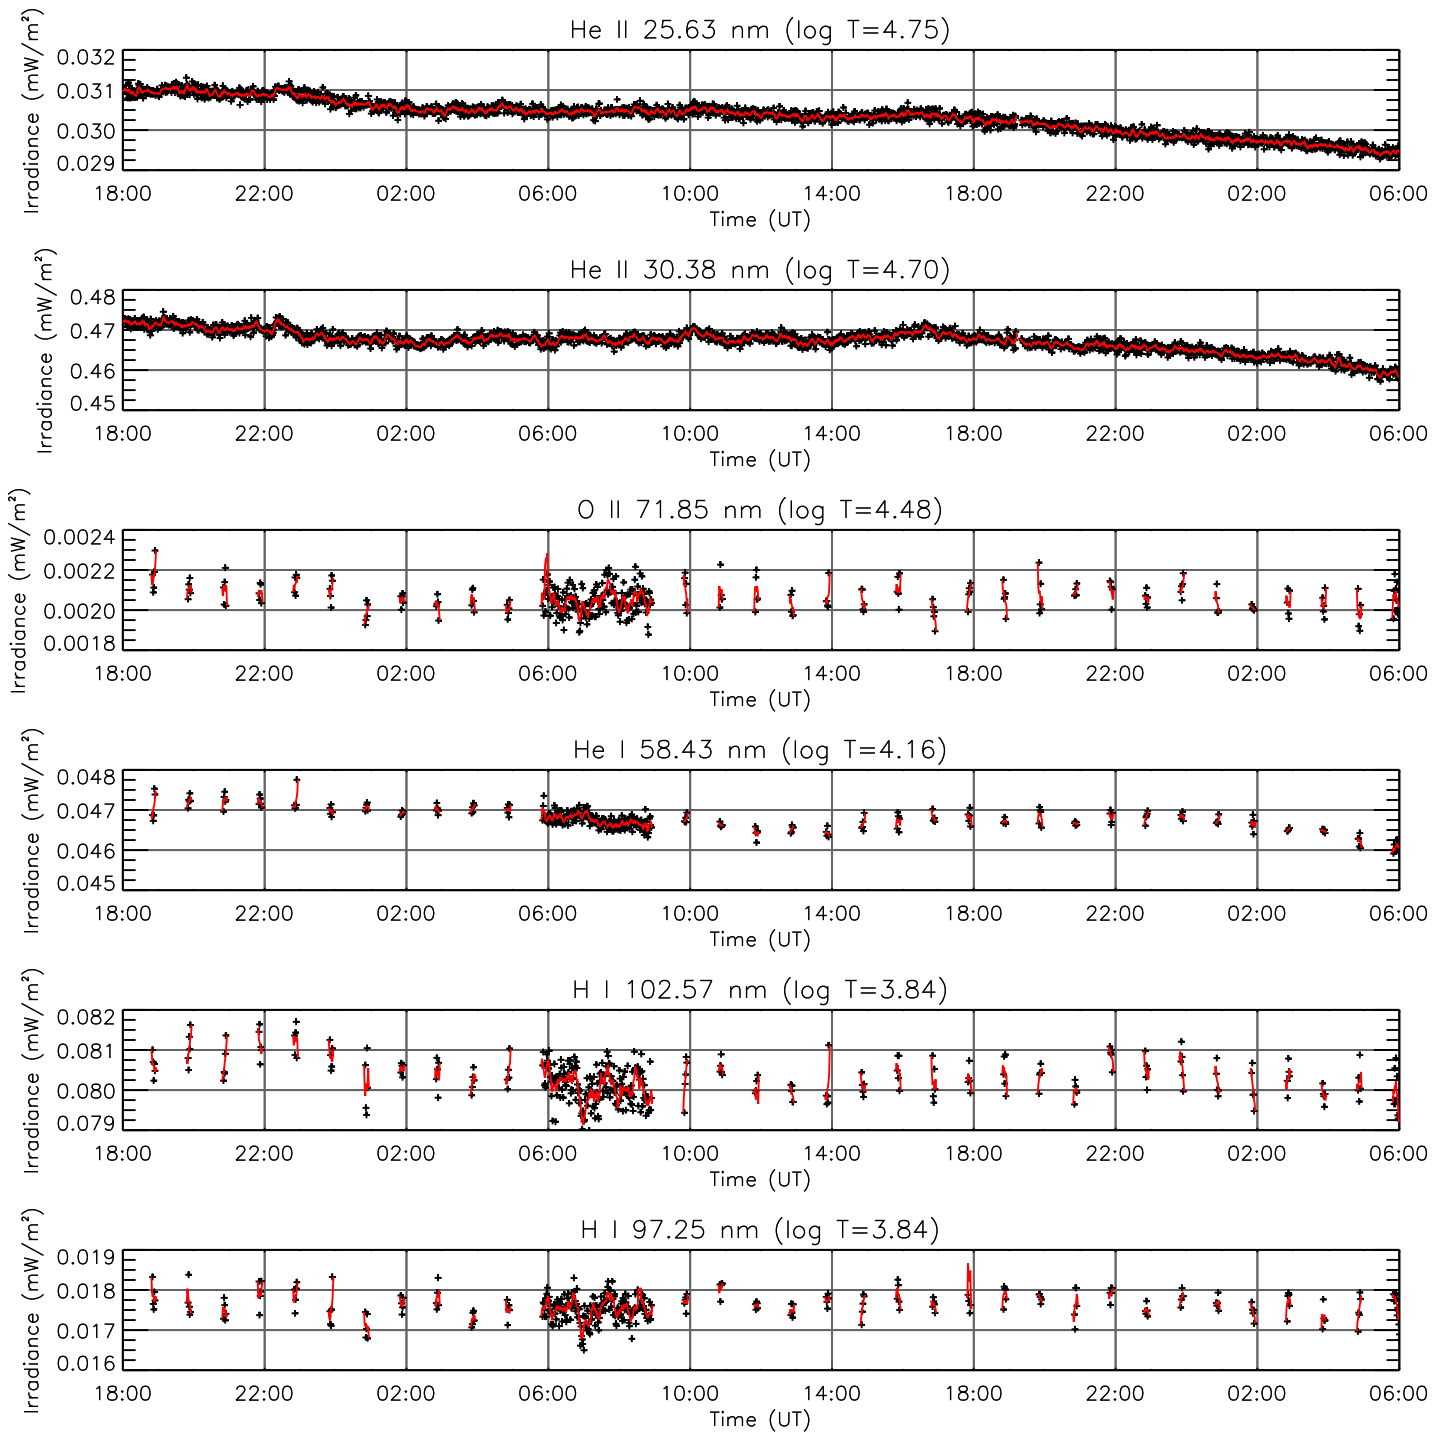 He II 25.63 nm (log T=4.75)
Irradiance (mW/m²)
0.032
0.031
0.030
0.029
18:00 22:00 02:00 06:00 10:00 14:00 18:00 22:00 02:00 06:00
Time (UT)
He II 30.38 nm (log T=4.70)
Irradiance (mW/m²)
0.48
0.47
0.46
0.45
18:00 22:00 02:00 06:00 10:00 14:00 18:00 22:00 02:00 06:00
Time (UT)
O II 71.85 nm (log T=4.48)
Irradiance (mW/m²)
0.0024
0.0022
0.0020
0.0018
18:00 22:00 02:00 06:00 10:00 14:00 18:00 22:00 02:00 06:00
Time (UT)
He I 58.43 nm (log T=4.16)
Irradiance (mW/m²)
0.048
0.047
0.046
0.045
18:00 22:00 02:00 06:00 10:00 14:00 18:00 22:00 02:00 06:00
Time (UT)
H I 102.57 nm (log T=3.84)
Irradiance (mW/m²)
0.082
0.081
0.080
0.079
18:00 22:00 02:00 06:00 10:00 14:00 18:00 22:00 02:00 06:00
Time (UT)
H I 97.25 nm (log T=3.84)
Irradiance (mW/m²)
0.019
0.018
0.017
0.016
18:00 22:00 02:00 06:00 10:00 14:00 18:00 22:00 02:00 06:00
Time (UT)